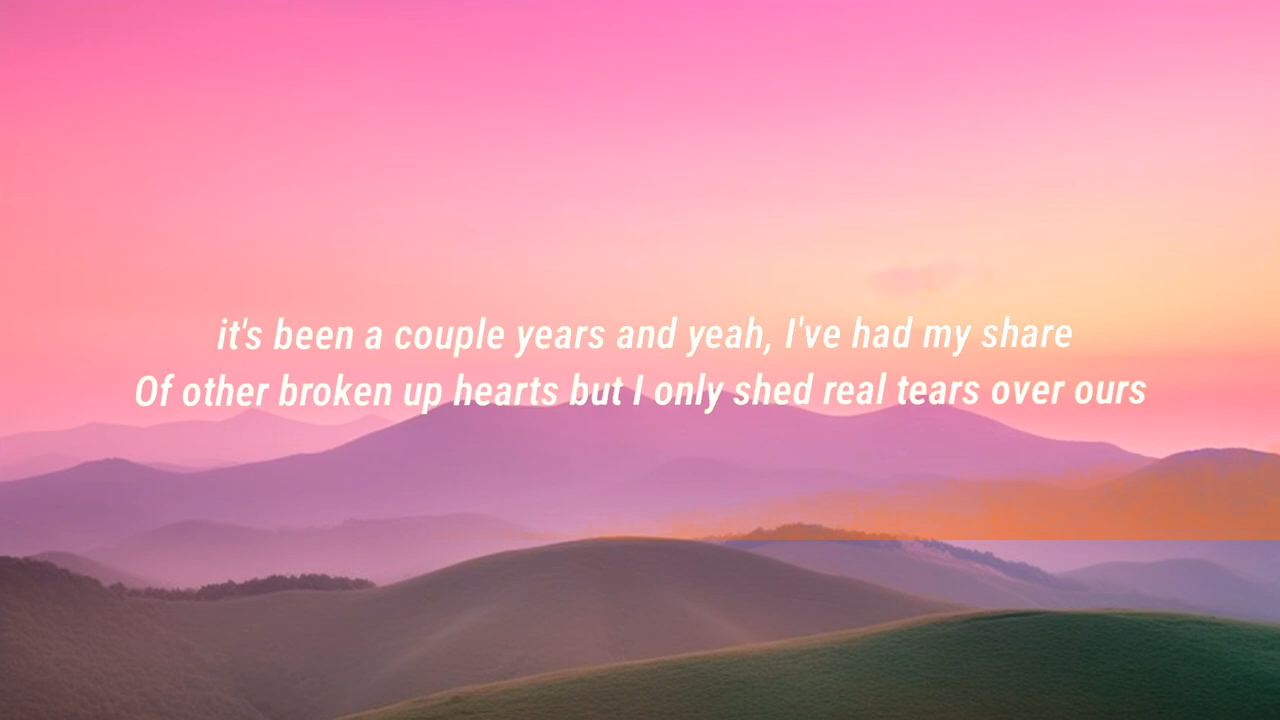 it's been a couple years and yeah, I've had my share
Of other broken up hearts but I only shed real tears over ours